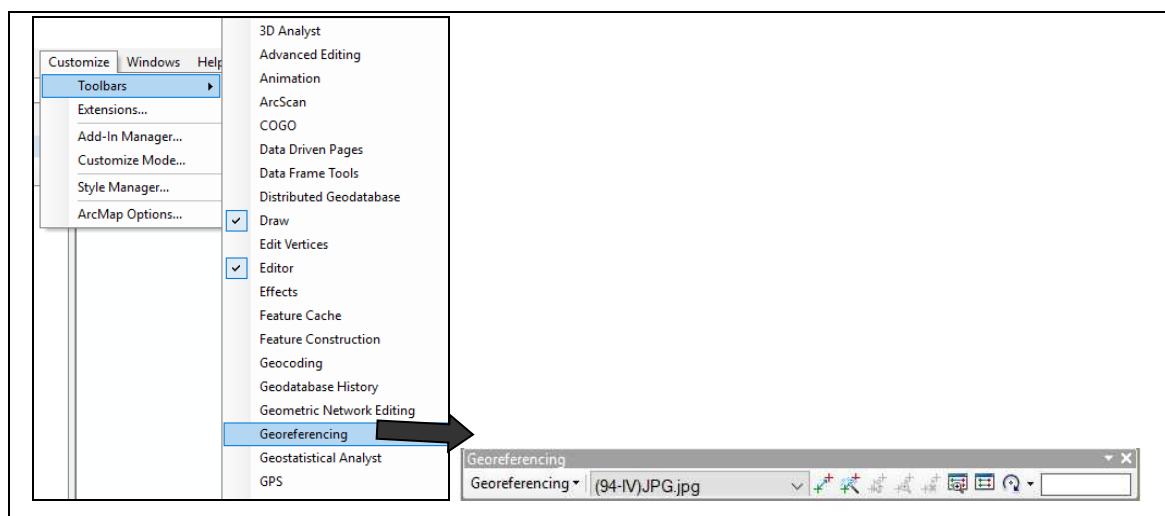 Customize Windows Help
Toolbars
Extensions...
Add-In Manager...
Customize Mode...
Style Manager...
ArcMap Options...
3D Analyst
Advanced Editing
Animation
ArcScan
COGO
Data Driven Pages
Data Frame Tools
Distributed Geodatabase
Draw
Edit Vertices
Editor
Effects
Feature Cache
Feature Construction
Geocoding
Geodatabase History
Geometric Network Editing
Georeferencing
Geostatistical Analyst
GPS
Georeferencing
Georeferencing (94-IV)JPG.jpg